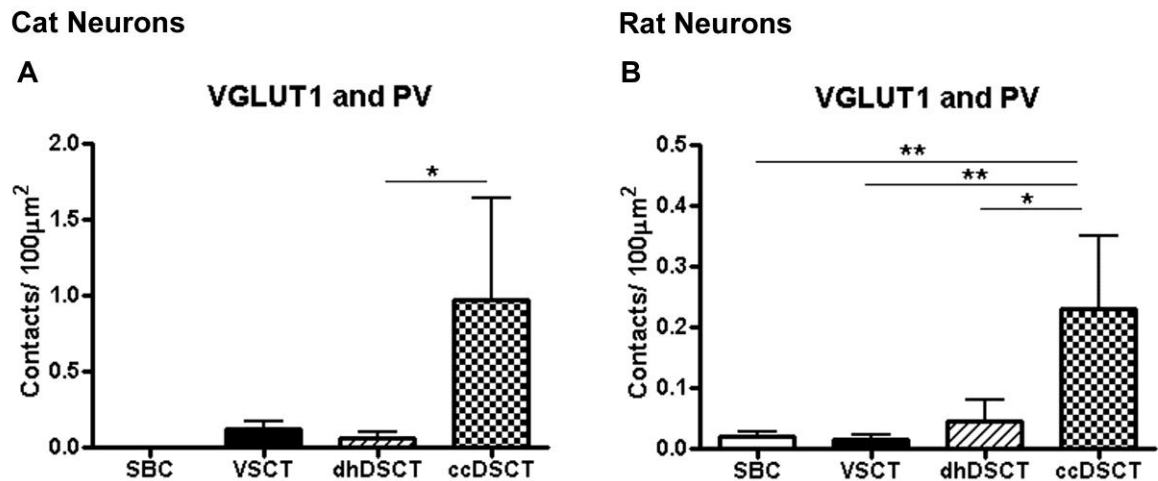 Cat Neurons
Rat Neurons
A
VGLUT1 and PV
Contacts/ 100µm²
2.0
1.5
1.0
0.5
0.0
*
SBC VSCT dhDSCT ccDSCT
B
VGLUT1 and PV
Contacts/ 100µm²
0.5
0.4
0.3
0.2
0.1
0.0
**
**
*
SBC VSCT dhDSCT ccDSCT